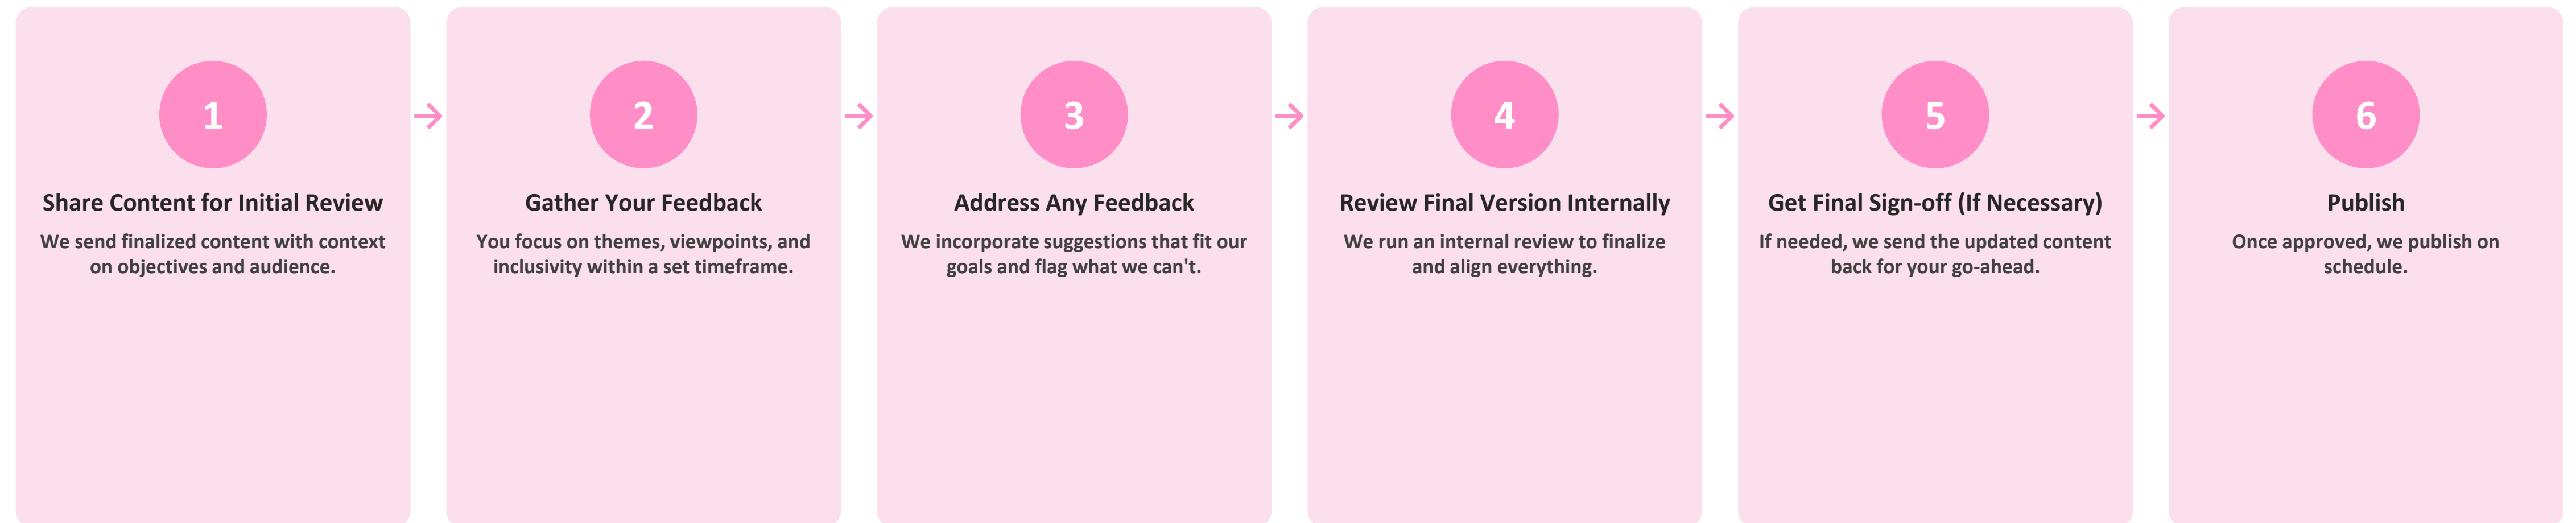 1
Share Content for Initial Review
We send finalized content with context
on objectives and audience.
2
Gather Your Feedback
You focus on themes, viewpoints, and
inclusivity within a set timeframe.
3
Address Any Feedback
We incorporate suggestions that fit our
goals and flag what we can't.
4
Review Final Version Internally
We run an internal review to finalize
and align everything.
5
Get Final Sign-off (If Necessary)
If needed, we send the updated content
back for your go-ahead.
6
Publish
Once approved, we publish on
schedule.